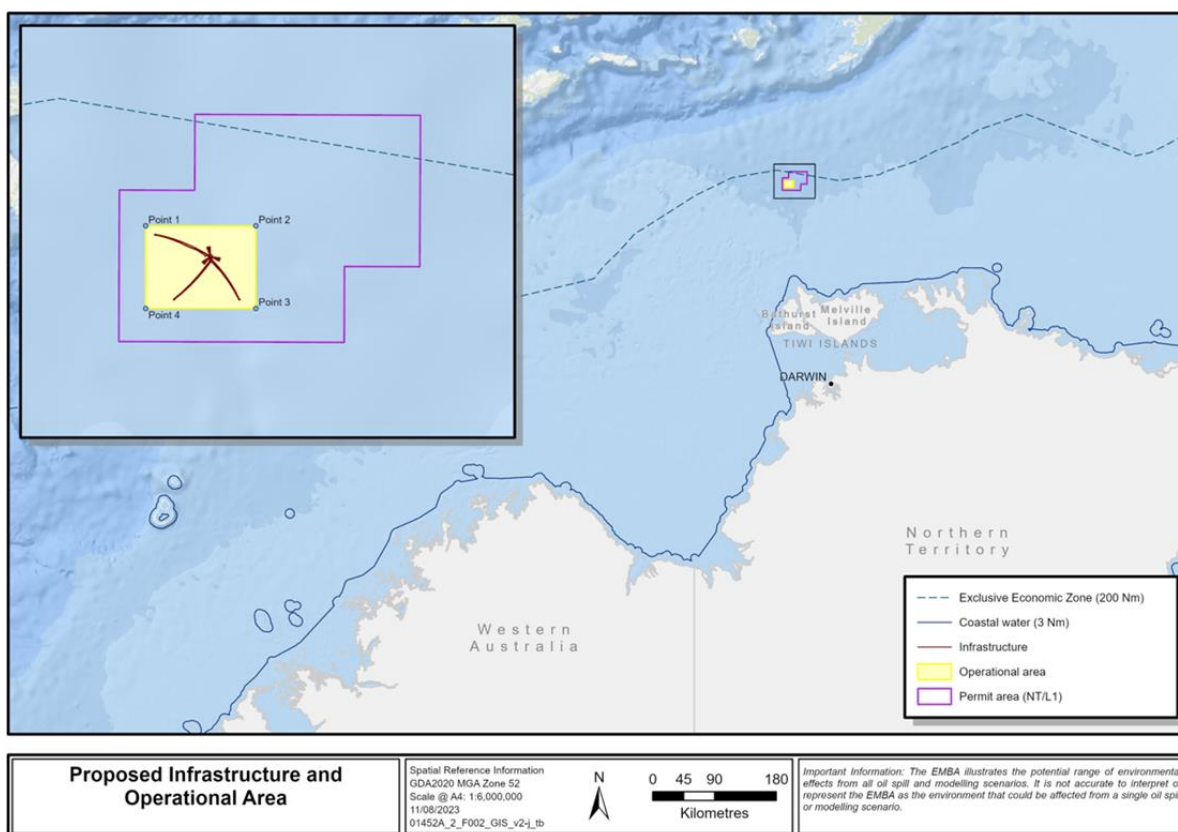 Point 1
Point 2
Point 3
Point 4
Bathurst
Island
Melville
Island
TIWI ISLANDS
DARWIN
Northern
Territory
Western
Australia
Exclusive Economic Zone (200 Nm)
Coastal water (3 Nm)
Infrastructure
Operational area
Permit area (NT/L1)
Proposed Infrastructure and
Operational Area
Spatial Reference Information
GDA2020 MGA Zone 52
Scale @ A4: 1:6,000,000
11/08/2023
01452A_2_F002_GIS_v2-j_tb
N
0 45 90 180
Kilometres
Important Information: The EMBA illustrates the potential range of environmenta
effects from all oil spill and modelling scenarios. It is not accurate to interpret o
represent the EMBA as the environment that could be affected from a single oil spil
or modelling scenario.